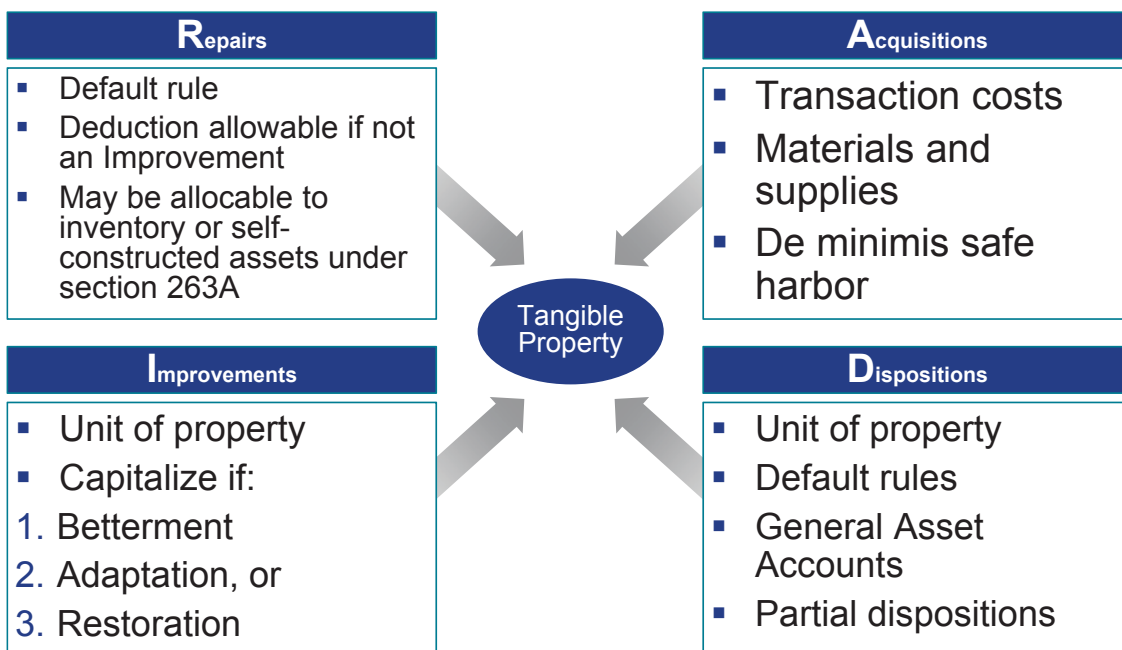 Repairs
▪ Default rule
▪ Deduction allowable if not
an Improvement
▪ May be allocable to
inventory or self-
constructed assets under
section 263A
Acquisitions
▪ Transaction costs
▪ Materials and
supplies
▪ De minimis safe
harbor
Tangible
Property
Improvements
▪ Unit of property
▪ Capitalize if:
1. Betterment
2. Adaptation, or
3. Restoration
Dispositions
▪ Unit of property
▪ Default rules
▪ General Asset
Accounts
▪ Partial dispositions